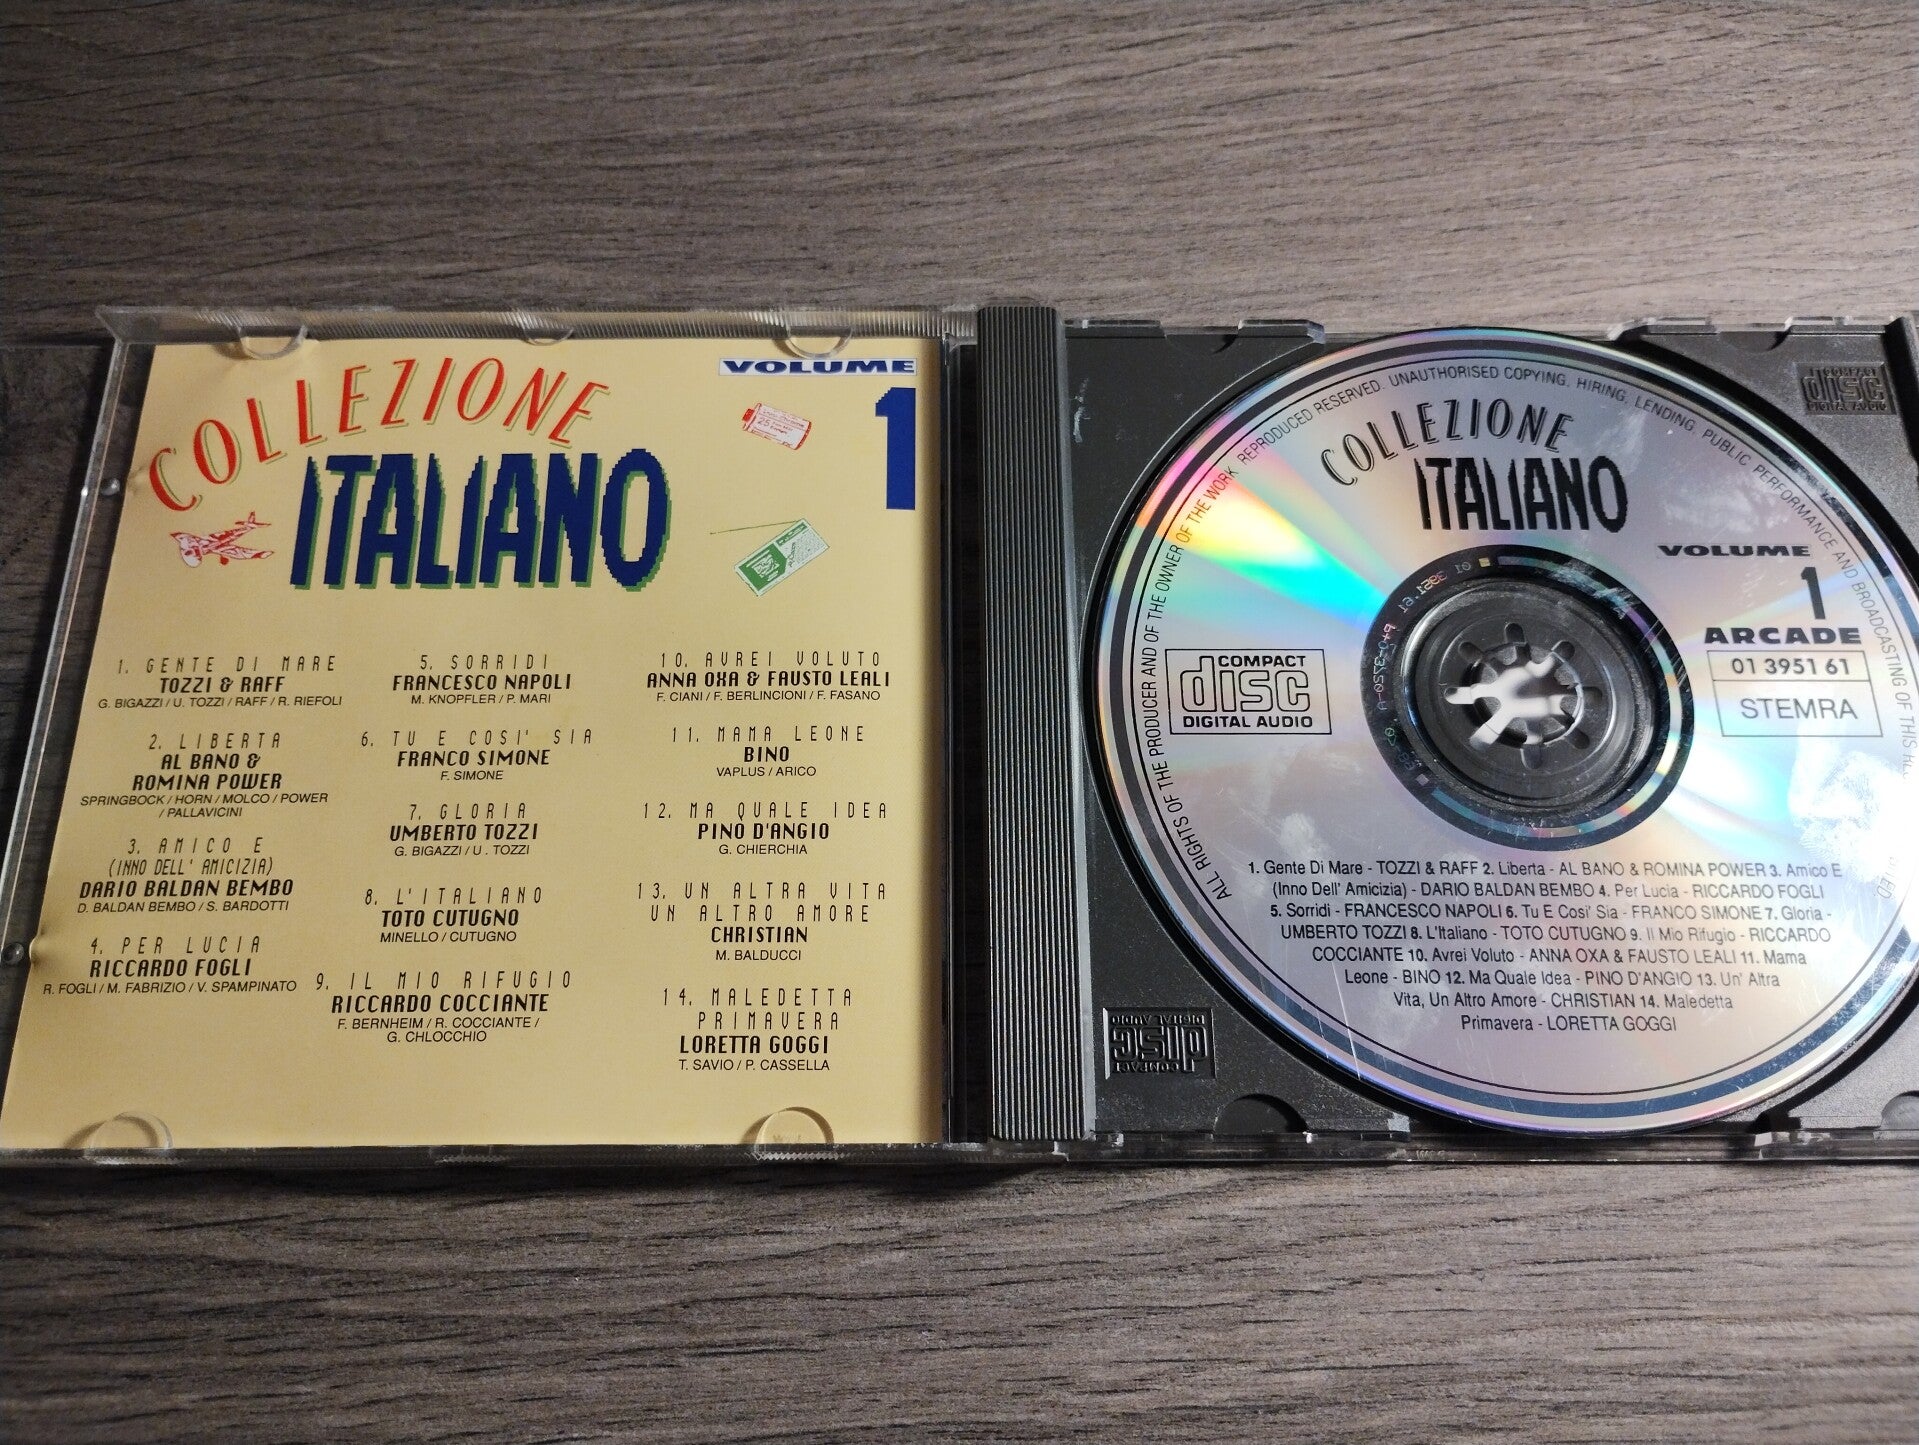 COLLEZIONE
ITALIANO
VOLUME
1
1. GENTE DI MARE
TOZZI & RAFF
G. BIGAZZI / U. TOZZI / RAFF / R. RIEFOLI
2. LIBERTA
AL BANO &
ROMINA POWER
SPRINGBOCK / HORN / MOLCO / POWER
/ PALLAVICINI
3. AMICO E
(INNO DELL' AMICIZIA)
DARIO BALDAN BEMBO
D. BALDAN BEMBO / S. BARDOTTI
4. PER LUCIA
RICCARDO FOGLI
R. FOGLI / M. FABRIZIO / V. SPAMPINATO
5. SORRIDI
FRANCESCO NAPOLI
M. KNOPFLER / P. MARI
6. TU E COSI' SIA
FRANCO SIMONE
F. SIMONE
7. GLORIA
UMBERTO TOZZI
G. BIGAZZI / U . TOZZI
8. L'ITALIANO
TOTO CUTUGNO
MINELLO / CUTUGNO
9. IL MIO RIFUGIO
RICCARDO COCCIANTE
F. BERNHEIM / R. COCCIANTE /
G. CHLOCCHIO
10. AVREI VOLUTO
ANNA OXA & FAUSTO LEALI
F. CIANI / F. BERLINCIONI / F. FASANO
11. MAMA LEONE
BINO
VAPLUS / ARICO
12. MA QUALE IDEA
PINO D'ANGIO
G. CHIERCHIA
13. UN ALTRA VITA
UN ALTRO AMORE
CHRISTIAN
M. BALDUCCI
14. MALEDETTA
PRIMAVERA
LORETTA GOGGI
T. SAVIO / P. CASSELLA
ALL RIGHTS OF THE PRODUCER AND OF THE OWNER OF THE WORK REPRODUCED RESERVED. UNAUTHORISED COPYING, HIRING, LENDING, PUBLIC PERFORMANCE AND BROADCASTING OF THIS
COLLEZIONE
ITALIANO
VOLUME
1
ARCADE
01 3951 61
STEMRA
COMPACT
disc
DIGITAL AUDIO
1. Gente Di Mare - TOZZI & RAFF 2. Liberta - AL BANO & ROMINA POWER 3. Amico E
(Inno Dell' Amicizia) - DARIO BALDAN BEMBO 4. Per Lucia - RICCARDO FOGLI
5. Sorridi - FRANCESCO NAPOLI 6. Tu E Cosi' Sia - FRANCO SIMONE 7. Gloria -
UMBERTO TOZZI 8. L'Italiano - TOTO CUTUGNO 9. Il Mio Rifugio - RICCARDO
COCCIANTE 10. Avrei Voluto - ANNA OXA & FAUSTO LEALI 11. Mama
Leone - BINO 12. Ma Quale Idea - PINO D'ANGIO 13. Un' Altra
Vita, Un Altro Amore - CHRISTIAN 14. Maledetta
Primavera - LORETTA GOGGI
COMPACT
disc
DIGITAL AUDIO
COMPACT
disc
DIGITAL AUDIO